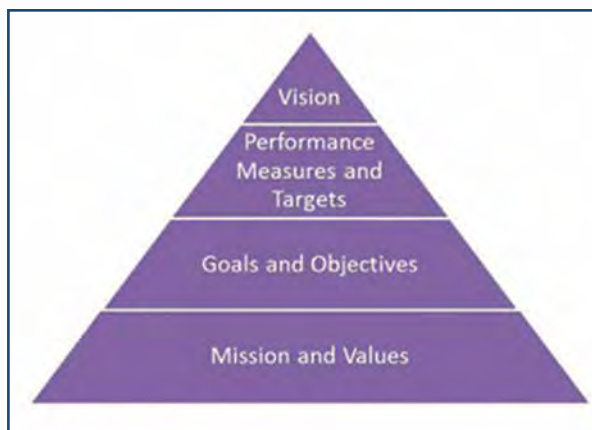 Vision
Performance
Measures and
Targets
Goals and Objectives
Mission and Values